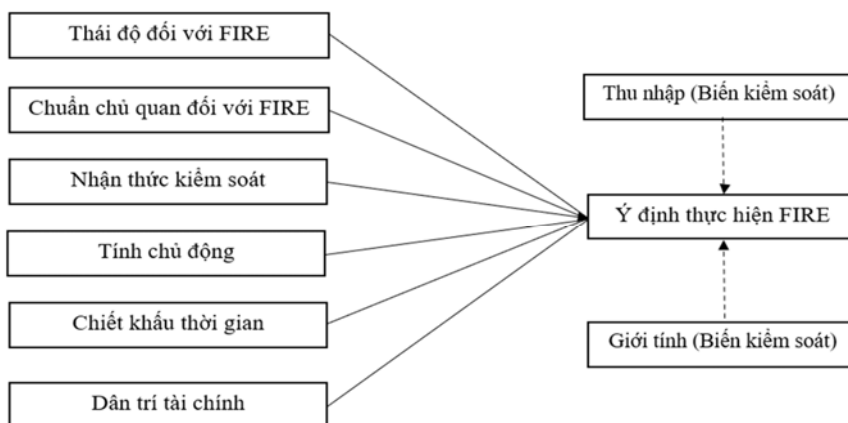 Thái độ đối với FIRE
Chuẩn chủ quan đối với FIRE
Nhận thức kiểm soát
Tính chủ động
Chiết khấu thời gian
Dân trí tài chính
Thu nhập (Biến kiểm soát)
Ý định thực hiện FIRE
Giới tính (Biến kiểm soát)